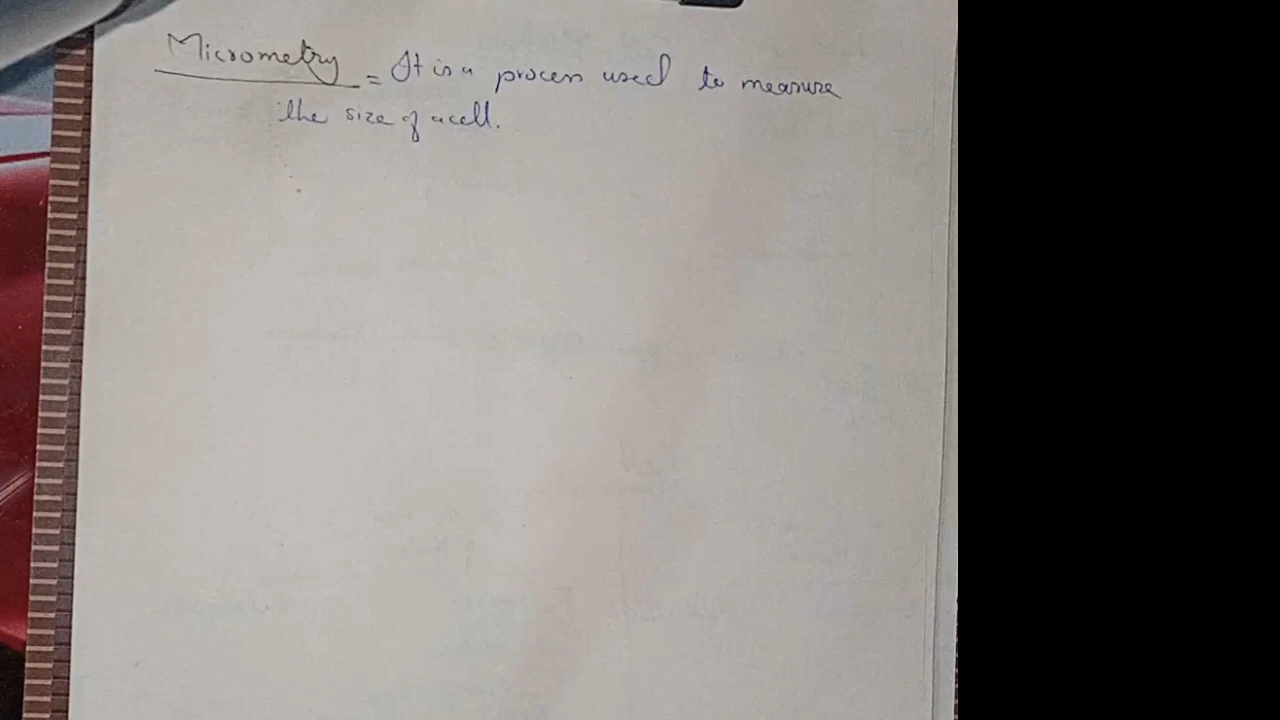 Micrometry = It is a process used to measure
the size of a cell.